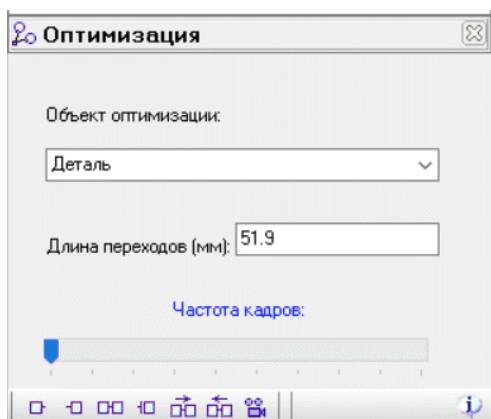 Оптимизация
Объект оптимизации:
Деталь
Длина переходов (мм): 51.9
Частота кадров: